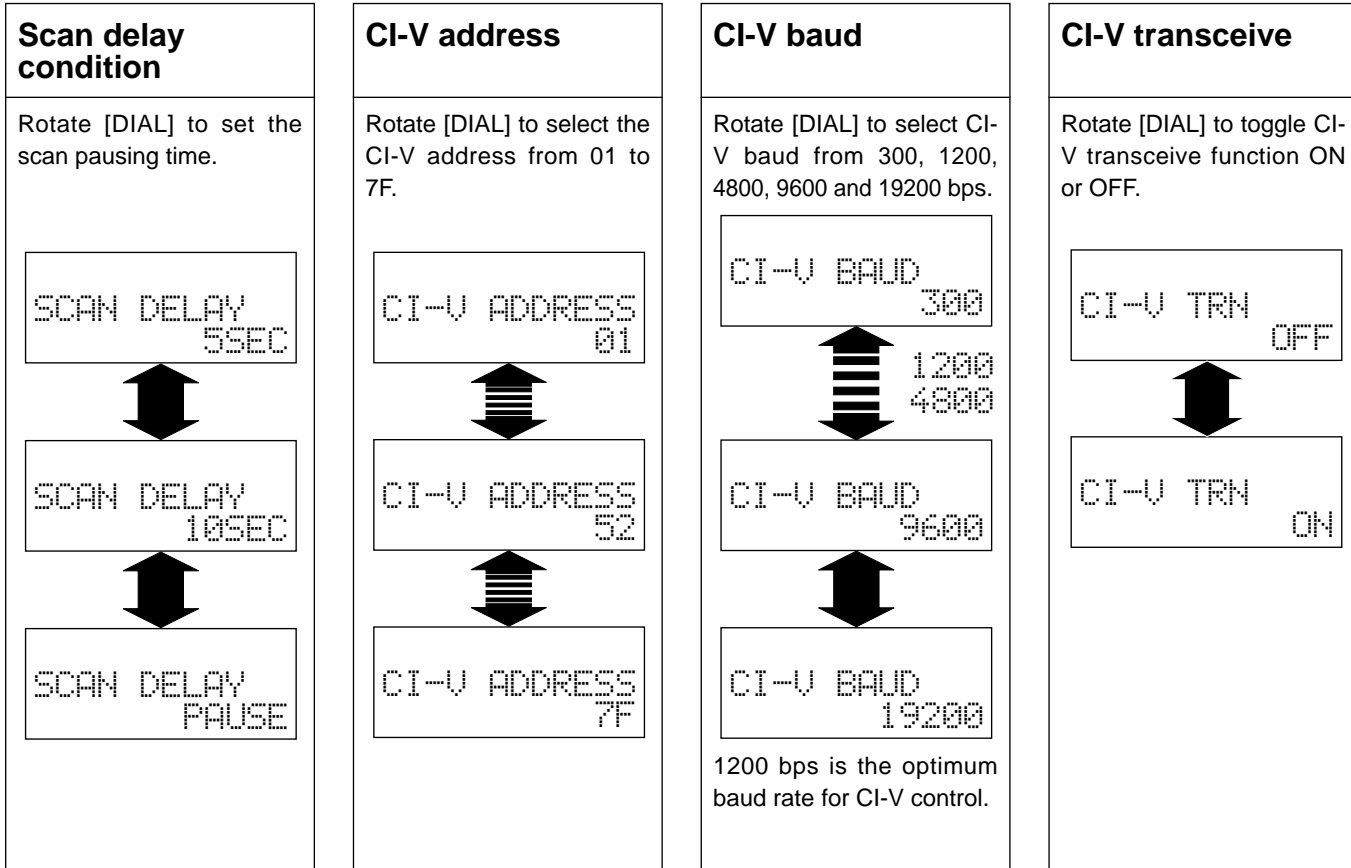 Scan delay
condition
Rotate [DIAL] to set the
scan pausing time.
SCAN DELAY
5SEC
SCAN DELAY
10SEC
SCAN DELAY
PAUSE
CI-V address
Rotate [DIAL] to select the
CI-V address from 01 to
7F.
CI-V ADDRESS
01
CI-V ADDRESS
52
CI-V ADDRESS
7F
CI-V baud
Rotate [DIAL] to select CI-
V baud from 300, 1200,
4800, 9600 and 19200 bps.
CI-V BAUD
300
1200
4800
CI-V BAUD
9600
CI-V BAUD
19200
1200 bps is the optimum
baud rate for CI-V control.
CI-V transceive
Rotate [DIAL] to toggle CI-
V transceive function ON
or OFF.
CI-V TRN
OFF
CI-V TRN
ON